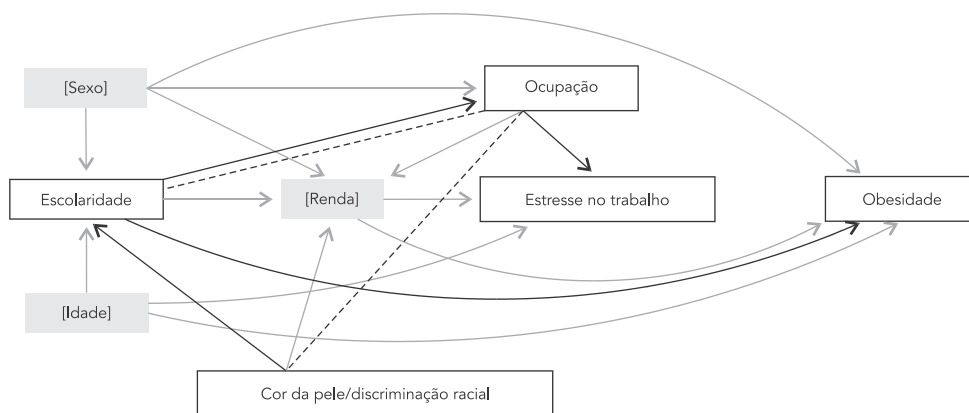 [Sexo]
Ocupação
Escolaridade
[Renda]
Estresse no trabalho
Obesidade
[Idade]
Cor da pele/discriminação racial